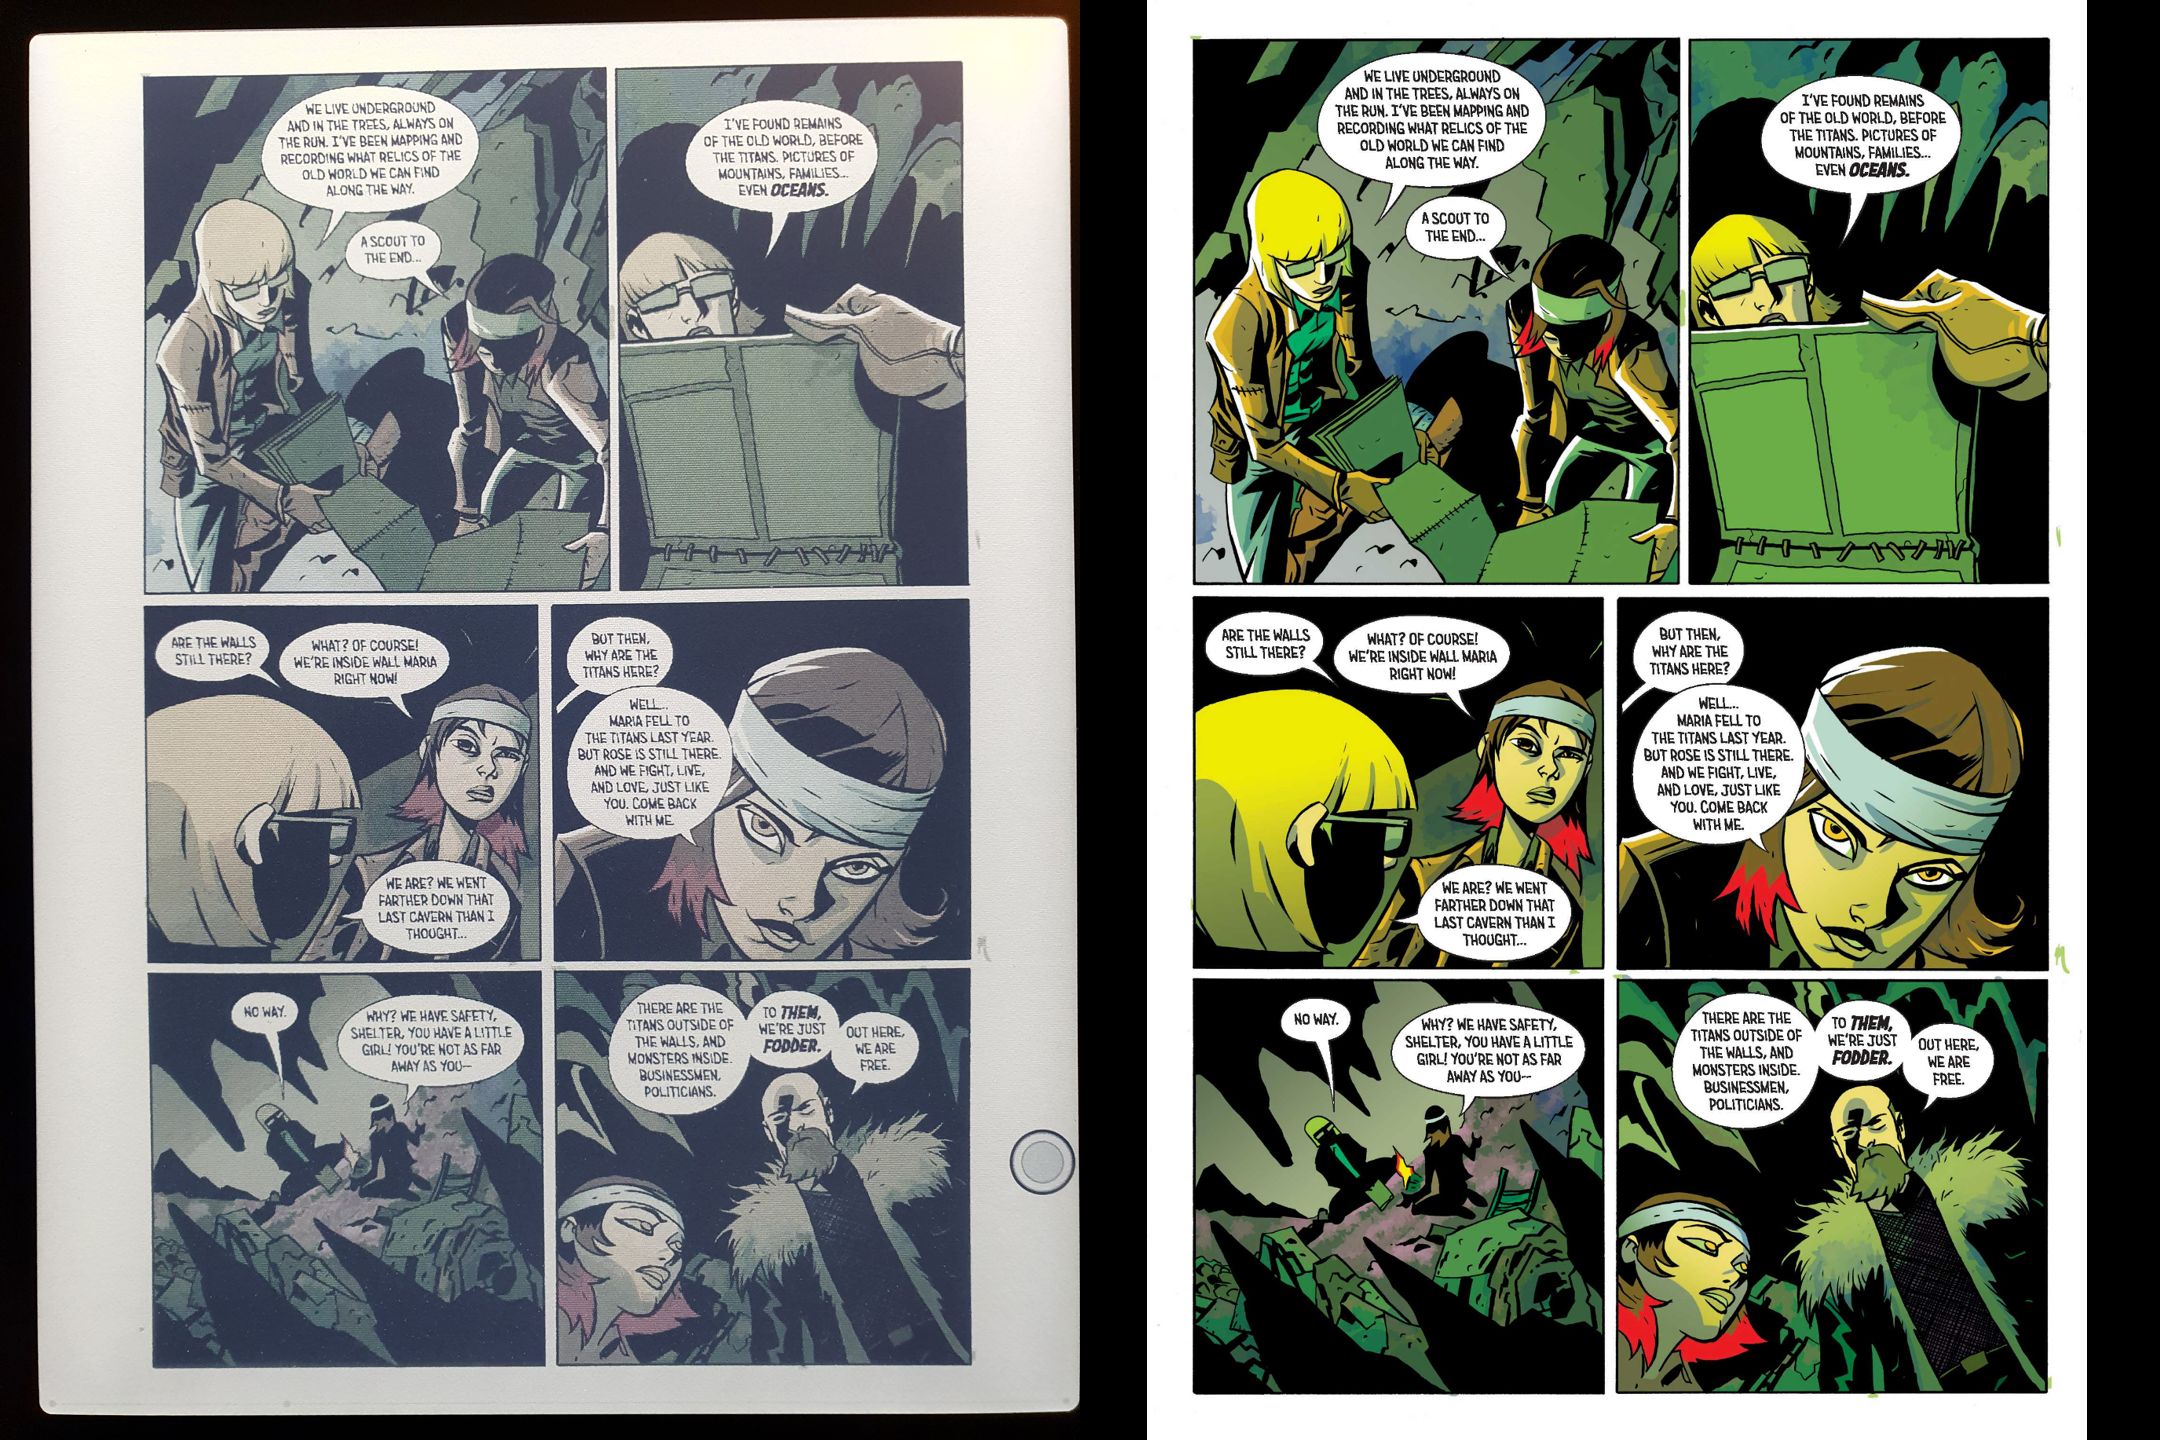 WE LIVE UNDERGROUND
AND IN THE TREES, ALWAYS ON
THE RUN. I'VE BEEN MAPPING AND
RECORDING WHAT RELICS OF THE
OLD WORLD WE CAN FIND
ALONG THE WAY.
A SCOUT TO
THE END...
I'VE FOUND REMAINS
OF THE OLD WORLD, BEFORE
THE TITANS. PICTURES OF
MOUNTAINS, FAMILIES...
EVEN OCEANS.
ARE THE WALLS
STILL THERE?
WHAT? OF COURSE!
WE'RE INSIDE WALL MARIA
RIGHT NOW!
WE ARE? WE WENT
FARTHER DOWN THAT
LAST CAVERN THAN I
THOUGHT...
BUT THEN,
WHY ARE THE
TITANS HERE?
WELL...
MARIA FELL TO
THE TITANS LAST YEAR.
BUT ROSE IS STILL THERE.
AND WE FIGHT, LIVE,
AND LOVE, JUST LIKE
YOU. COME BACK
WITH ME.
NO WAY.
WHY? WE HAVE SAFETY,
SHELTER, YOU HAVE A LITTLE
GIRL! YOU'RE NOT AS FAR
AWAY AS YOU--
THERE ARE THE
TITANS OUTSIDE OF
THE WALLS, AND
MONSTERS INSIDE.
BUSINESSMEN,
POLITICIANS.
TO THEM,
WE'RE JUST
FODDER.
OUT HERE,
WE ARE
FREE.
WE LIVE UNDERGROUND
AND IN THE TREES, ALWAYS ON
THE RUN. I'VE BEEN MAPPING AND
RECORDING WHAT RELICS OF THE
OLD WORLD WE CAN FIND
ALONG THE WAY.
A SCOUT TO
THE END...
I'VE FOUND REMAINS
OF THE OLD WORLD, BEFORE
THE TITANS. PICTURES OF
MOUNTAINS, FAMILIES...
EVEN OCEANS.
ARE THE WALLS
STILL THERE?
WHAT? OF COURSE!
WE'RE INSIDE WALL MARIA
RIGHT NOW!
WE ARE? WE WENT
FARTHER DOWN THAT
LAST CAVERN THAN I
THOUGHT...
BUT THEN,
WHY ARE THE
TITANS HERE?
WELL...
MARIA FELL TO
THE TITANS LAST YEAR.
BUT ROSE IS STILL THERE.
AND WE FIGHT, LIVE,
AND LOVE, JUST LIKE
YOU. COME BACK
WITH ME.
NO WAY.
WHY? WE HAVE SAFETY,
SHELTER, YOU HAVE A LITTLE
GIRL! YOU'RE NOT AS FAR
AWAY AS YOU--
THERE ARE THE
TITANS OUTSIDE OF
THE WALLS, AND
MONSTERS INSIDE.
BUSINESSMEN,
POLITICIANS.
TO THEM,
WE'RE JUST
FODDER.
OUT HERE,
WE ARE
FREE.